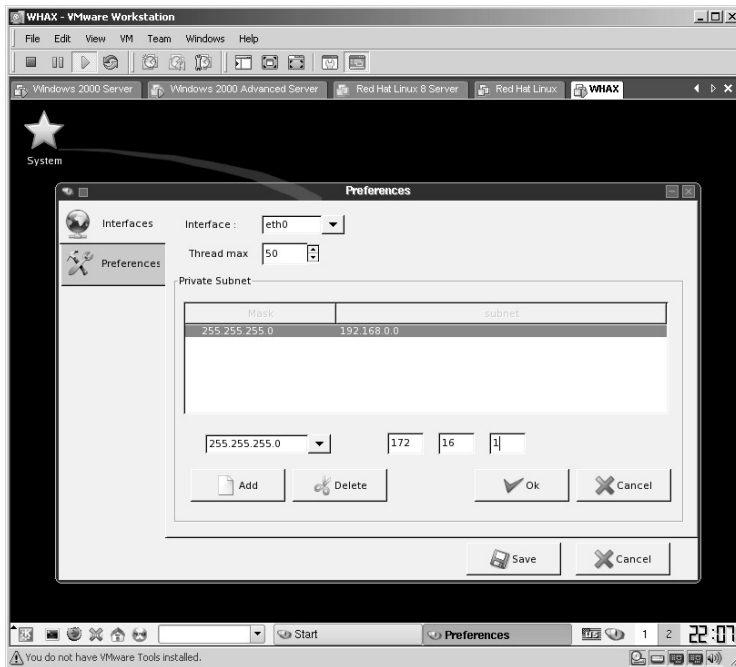 WHAX - VMware Workstation
File Edit View VM Team Windows Help
Windows 2000 Server Windows 2000 Advanced Server Red Hat Linux 8 Server Red Hat Linux WHAX
System
Preferences
Interfaces
Preferences
Interface : eth0
Thread max 50
Private Subnet
Mask subnet
255.255.255.0 192.168.0.0
255.255.255.0 172 16 1
Add Delete Ok Cancel
Save Cancel
Start Preferences 1 2 22:07
You do not have VMware Tools installed.